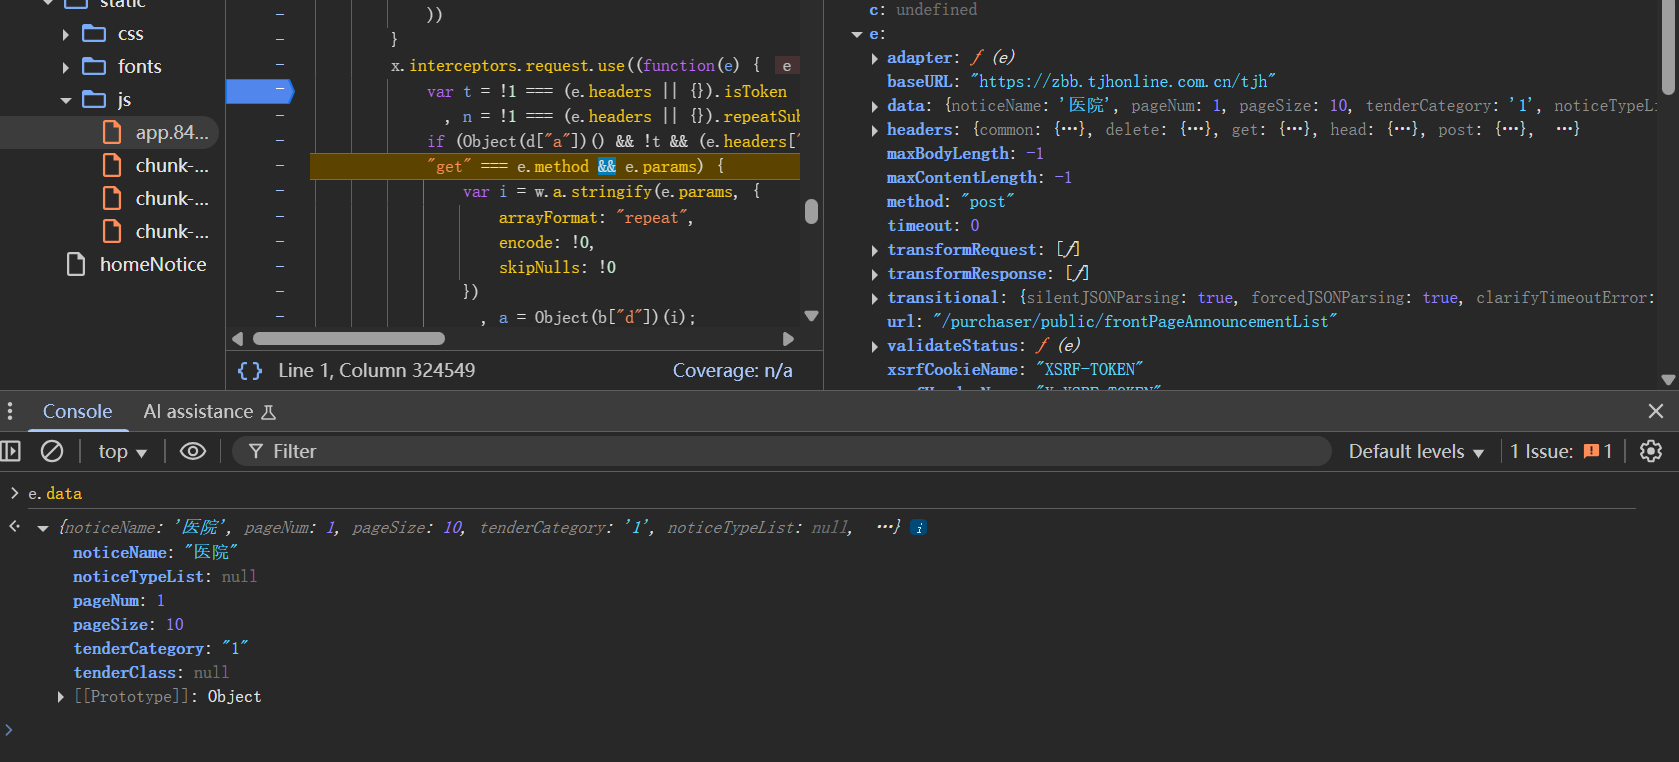 static
css
fonts
js
app.84...
chunk-...
chunk-...
chunk-...
homeNotice
))
}
x.interceptors.request.use((function(e) { e
var t = !1 === (e.headers || {}).isToken
, n = !1 === (e.headers || {}).repeatSub
if (Object(d["a"])() && !t && (e.headers["
"get" === e.method && e.params) {
var i = w.a.stringify(e.params, {
arrayFormat: "repeat",
encode: !0,
skipNulls: !0
})
, a = Object(b["d"])(i);
{} Line 1, Column 324549 Coverage: n/a
c: undefined
e:
adapter: ƒ (e)
baseURL: "https://zbb.tjhonline.com.cn/tjh"
data: {noticeName: '医院', pageNum: 1, pageSize: 10, tenderCategory: '1', noticeTypeLi
headers: {common: {…}, delete: {…}, get: {…}, head: {…}, post: {…}, …}
maxBodyLength: -1
maxContentLength: -1
method: "post"
timeout: 0
transformRequest: [ƒ]
transformResponse: [ƒ]
transitional: {silentJSONParsing: true, forcedJSONParsing: true, clarifyTimeoutError:
url: "/purchaser/public/frontPageAnnouncementList"
validateStatus: ƒ (e)
xsrfCookieName: "XSRF-TOKEN"
Console AI assistance
top Filter Default levels 1 Issue: 1
e.data
{noticeName: '医院', pageNum: 1, pageSize: 10, tenderCategory: '1', noticeTypeList: null, …} i
noticeName: "医院"
noticeTypeList: null
pageNum: 1
pageSize: 10
tenderCategory: "1"
tenderClass: null
[[Prototype]]: Object